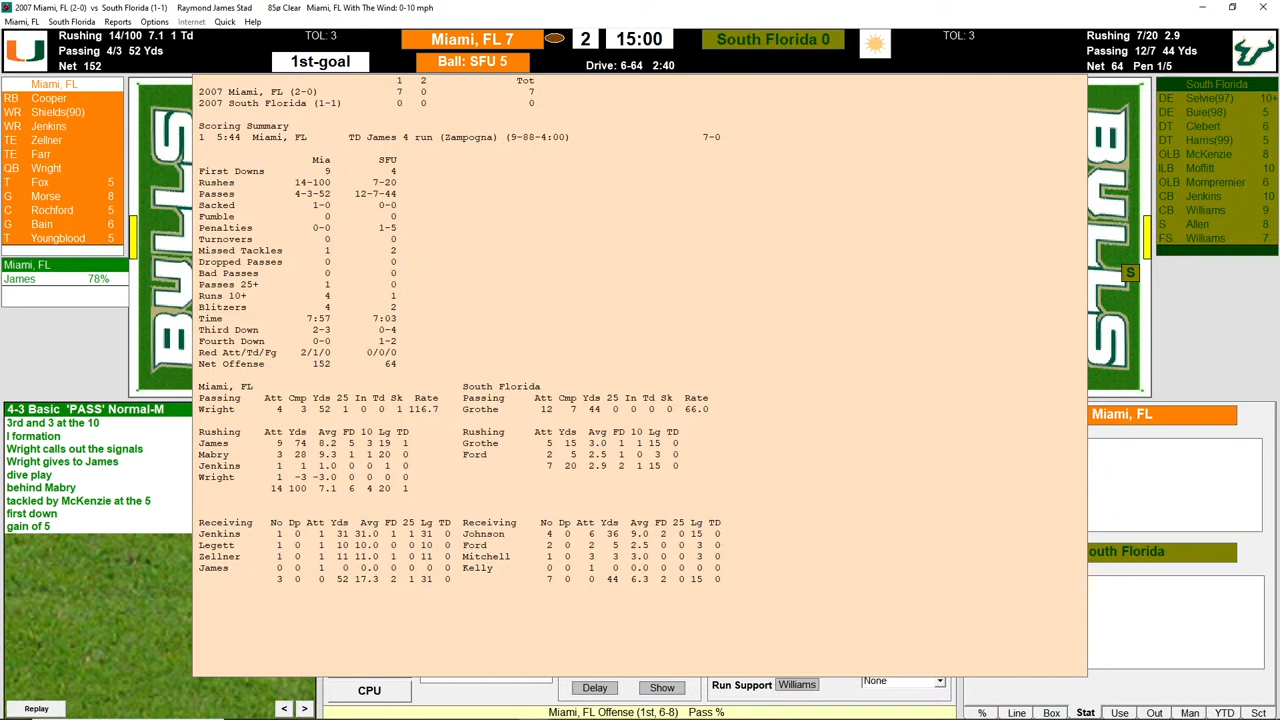 2007 Miami, FL (2-0) vs South Florida (1-1) Raymond James Stad 85ø Clear Miami, FL With The Wind: 0-10 mph
Miami, FL South Florida Reports Options Internet Quick Help
Rushing 14/100 7.1 1 Td
Passing 4/3 52 Yds
Net 152
TOL: 3
1st-goal
Miami, FL 7
Ball: SFU 5
2
15:00
Drive: 6-64 2:40
South Florida 0
TOL: 3
Rushing 7/20 2.9
Passing 12/7 44 Yds
Net 64 Pen 1/5
Miami, FL
RB Cooper
WR Shields(90)
WR Jenkins
TE Zellner
TE Farr
QB Wright
T Fox 5
G Morse 8
C Rochford 5
G Bain 6
T Youngblood 5
Miami, FL
James 78%
BULLS
1 2 Tot
2007 Miami, FL (2-0) 7 0 7
2007 South Florida (1-1) 0 0 0
Scoring Summary
1 5:44 Miami, FL TD James 4 run (Zampogna) (9-88-4:00) 7-0
Mia SFU
First Downs 9 4
Rushes 14-100 7-20
Passes 4-3-52 12-7-44
Sacked 1-0 0-0
Fumble 0 0
Penalties 0-0 1-5
Turnovers 0 0
Missed Tackles 1 2
Dropped Passes 0 0
Bad Passes 0 0
Passes 25+ 1 0
Runs 10+ 4 1
Blitzers 4 2
Time 7:57 7:03
Third Down 2-3 0-4
Fourth Down 0-0 1-2
Red Att/Td/Fg 2/1/0 0/0/0
Net Offense 152 64
Miami, FL South Florida
Passing Att Cmp Yds 25 In Td Sk Rate Passing Att Cmp Yds 25 In Td Sk Rate
Wright 4 3 52 1 0 0 1 116.7 Grothe 12 7 44 0 0 0 0 66.0
Rushing Att Yds Avg FD 10 Lg TD Rushing Att Yds Avg FD 10 Lg TD
James 9 74 8.2 5 3 19 1 Grothe 5 15 3.0 1 1 15 0
Mabry 3 28 9.3 1 1 20 0 Ford 2 5 2.5 1 0 3 0
Jenkins 1 1 1.0 0 0 1 0 7 20 2.9 2 1 15 0
Wright 1 -3 -3.0 0 0 0
14 100 7.1 6 4 20 1
Receiving No Dp Att Yds Avg FD 25 Lg TD Receiving No Dp Att Yds Avg FD 25 Lg TD
Jenkins 1 0 1 31 31.0 1 1 31 0 Johnson 4 0 6 36 9.0 2 0 15 0
Legett 1 0 1 10 10.0 0 0 10 0 Ford 2 0 2 5 2.5 0 0 3 0
Zellner 1 0 1 11 11.0 1 0 11 0 Mitchell 1 0 3 3 3.0 0 0 3 0
James 0 0 1 0 0.0 0 0 0 0 Kelly 0 0 1 0 0.0 0 0 0 0
3 0 0 52 17.3 2 1 31 0 7 0 0 44 6.3 2 0 15 0
BULLS
S
South Florida
DE Selvie(97) 10+
DE Buie(98) 5
DT Clebert 6
DT Harris(99) 5
OLB McKenzie 8
ILB Moffitt 10
OLB Mompremier 6
CB Jenkins 10
CB Williams 9
S Allen 8
FS Williams 7
4-3 Basic 'PASS' Normal-M
3rd and 3 at the 10
I formation
Wright calls out the signals
Wright gives to James
dive play
behind Mabry
tackled by McKenzie at the 5
first down
gain of 5
Miami, FL
outh Florida
Replay < >
CPU
Delay Show
Run Support Williams None
Miami, FL Offense (1st, 6-8) Pass %
% Line Box Stat Use Out Man YTD Sct